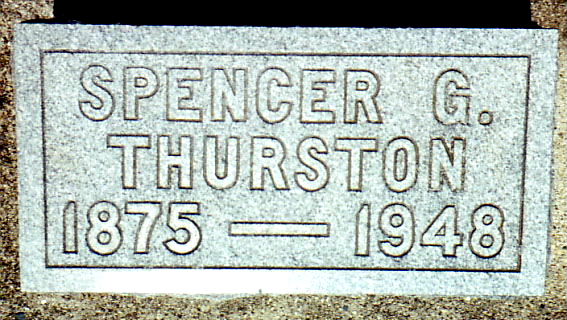 SPENCER G.
THURSTON
1875 — 1948